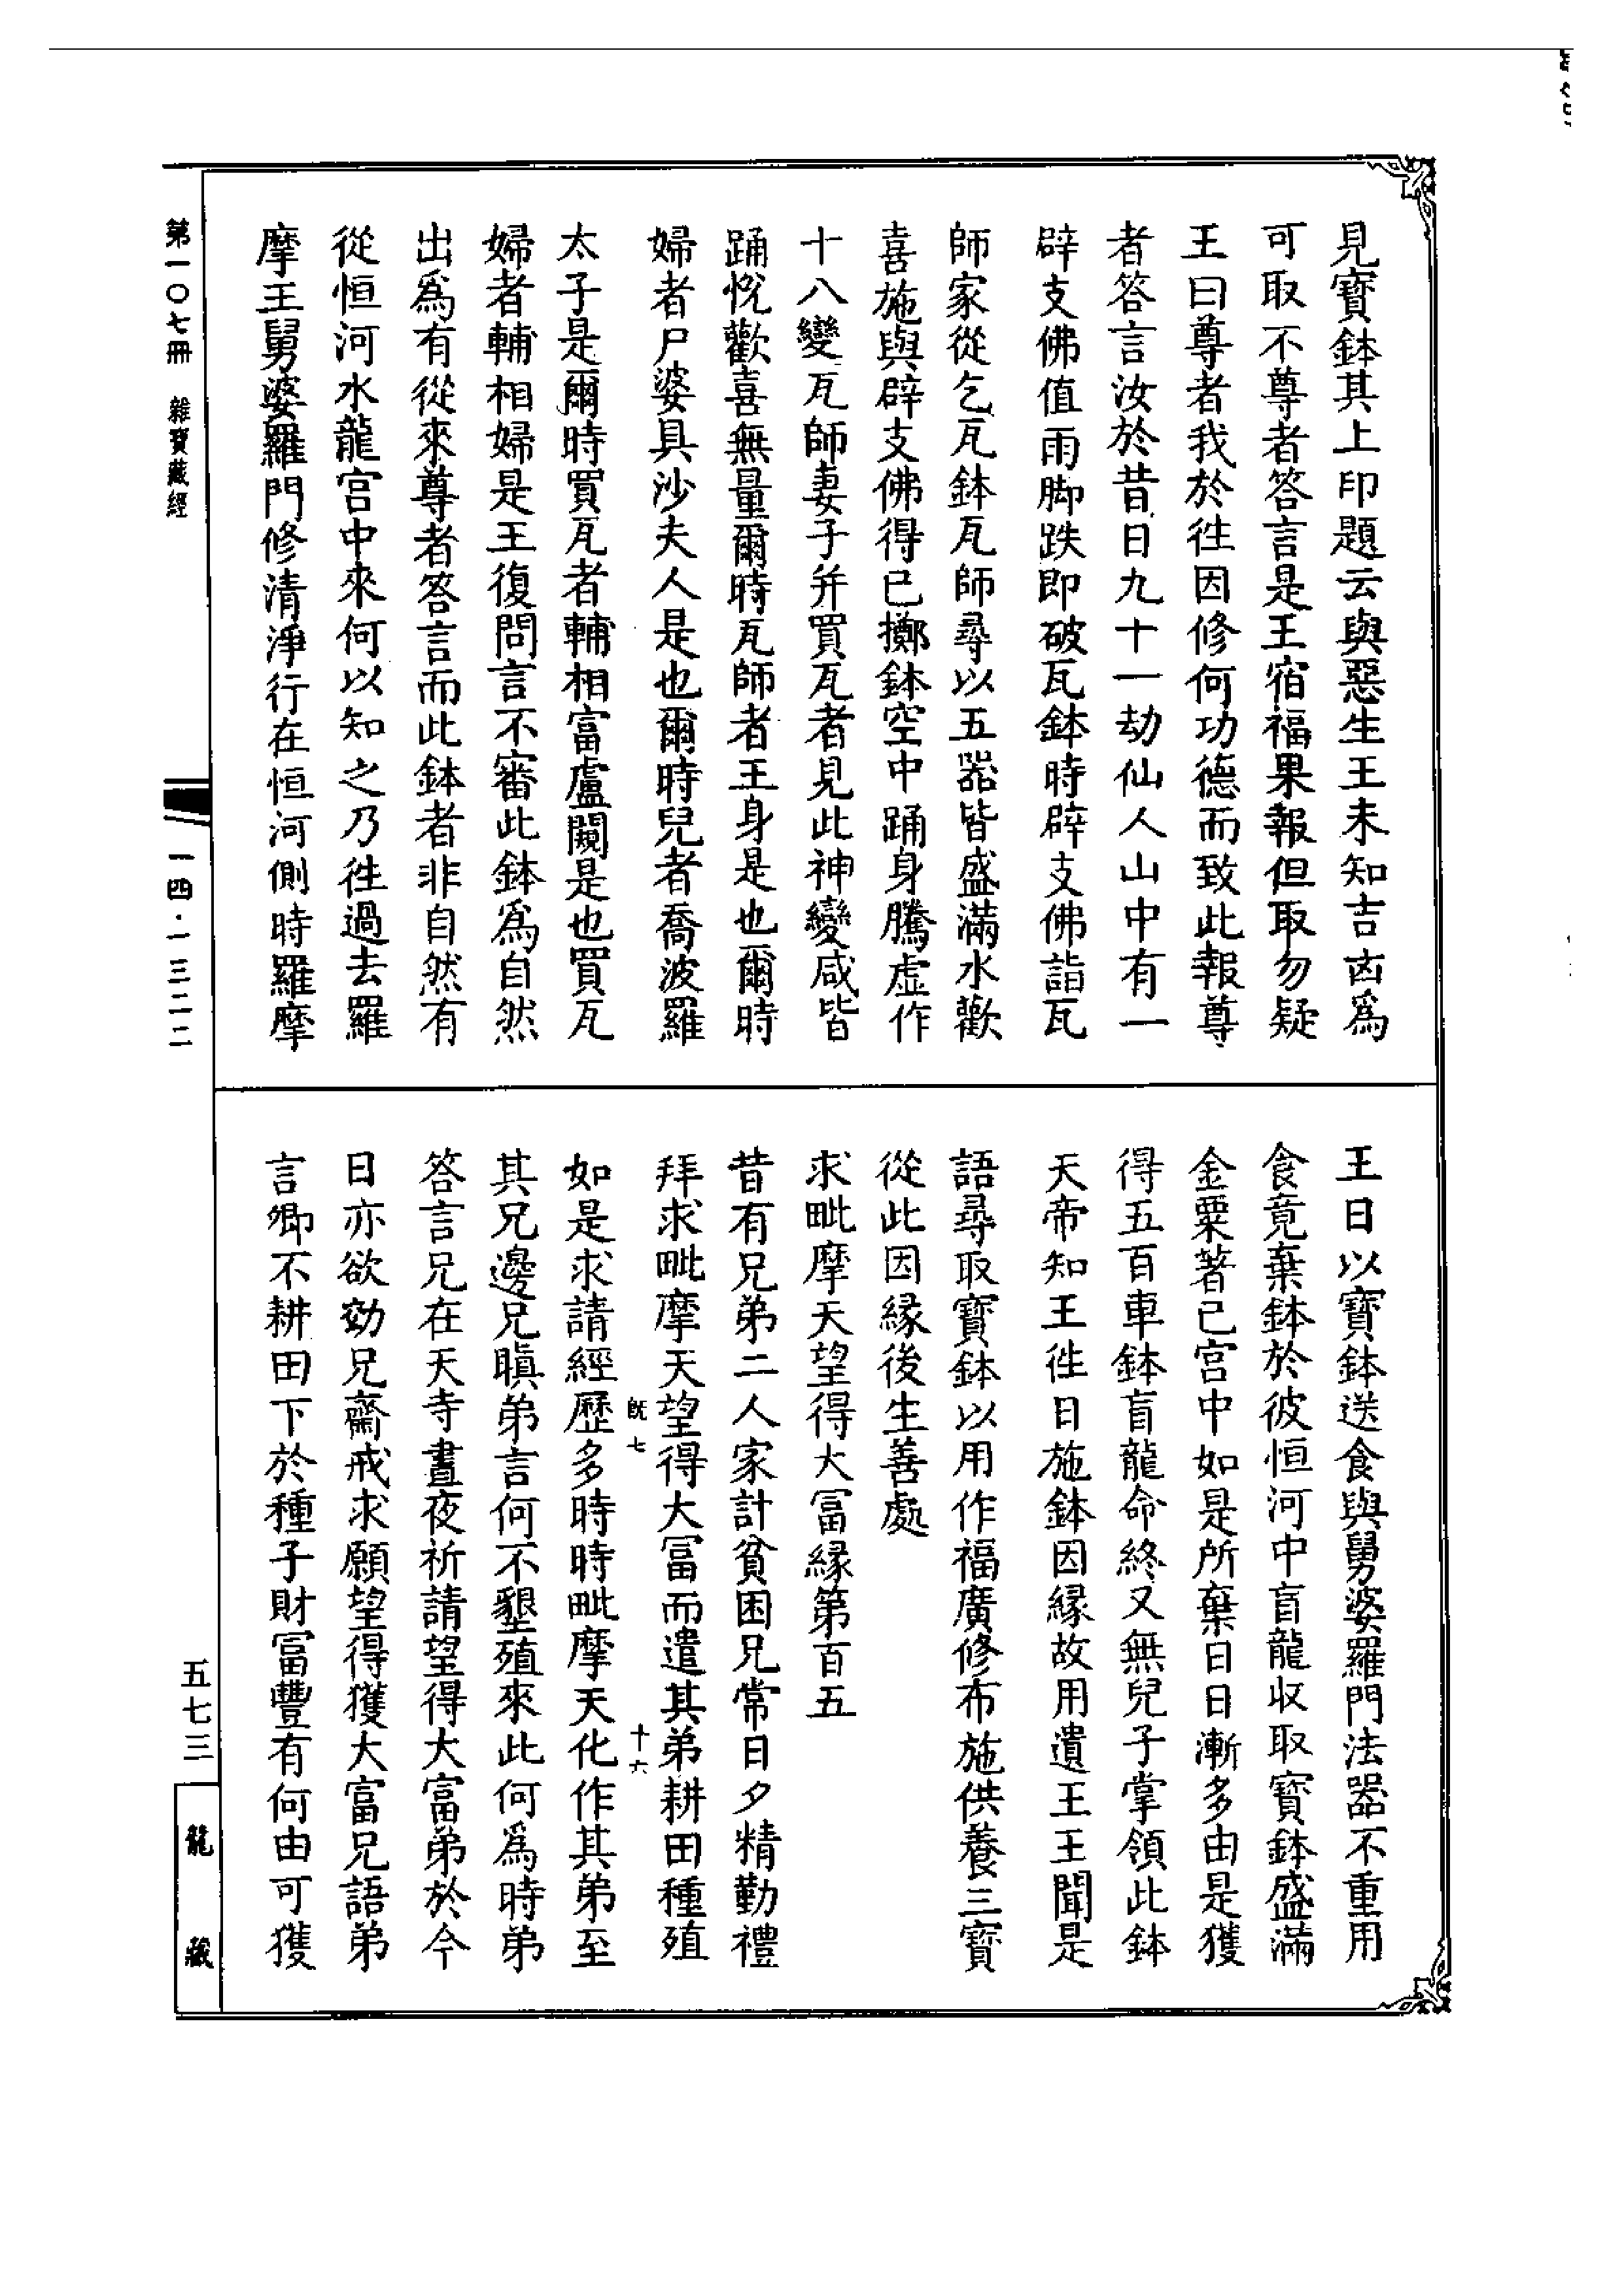 見寳鉢其上印題云與惡生王未知吉凶爲
可取不尊者答言是王宿福果報但取勿疑
王曰尊者我於徃因修何功德而致此報尊
者答言汝於昔日九十一劫仙人山中有一
辟支佛值雨脚跌即破瓦鉢時辟支佛詣瓦
師家從乞瓦鉢瓦師尋以五器皆盛滿水歡
喜施與辟支佛得已擲鉢空中踊身騰虛作
十八變瓦師妻子并買瓦者見此神變咸皆
踊悅歡喜無量爾時瓦師者王身是也爾時
婦者尸婆具沙夫人是也爾時兒者喬波羅
太子是爾時買瓦者輔相富盧闕是也買瓦
婦者輔相婦是王復問言不審此鉢爲自然
出爲有從來尊者答言而此鉢者非自然有
從恒河水龍宫中來何以知之乃徃過去羅
摩王舅婆羅門修清淨行在恒河側時羅摩
王日以寳鉢送食與舅婆羅門法器不重用
食竟棄鉢於彼恒河中盲龍収取寳鉢盛滿
金粟著己宫中如是所棄日日漸多由是獲
得五百車鉢盲龍命終又無兒子掌領此鉢
天帝知王徃日施鉢因緣故用遺王王聞是
語尋取寳鉢以用作福廣修布施供養三寳
從此因緣後生善處
求毗摩天望得大冨緣第百五
昔有兄弟二人家計貧困兄常日夕精勤禮
拜求毗摩天望得大冨而遣其弟耕田種殖
旣七
十六
如是求請經歷多時時毗摩天化作其弟至
其兄邊兄瞋弟言何不墾殖來此何爲時弟
答言兄在天寺晝夜祈請望得大富弟於今
日亦欲効兄齋戒求願望得獲大富兄語弟
言卿不耕田下於種子財冨豐有何由可獲
第一〇七冊
雜寶藏經
一四·一三二二
五七三
龍藏